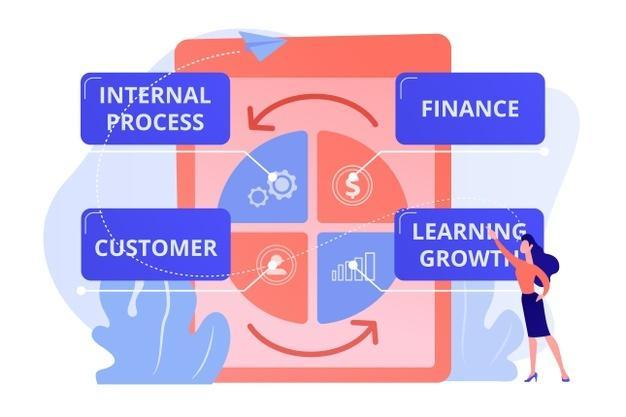 INTERNAL
PROCESS
FINANCE
CUSTOMER
LEARNING
GROWTH
$